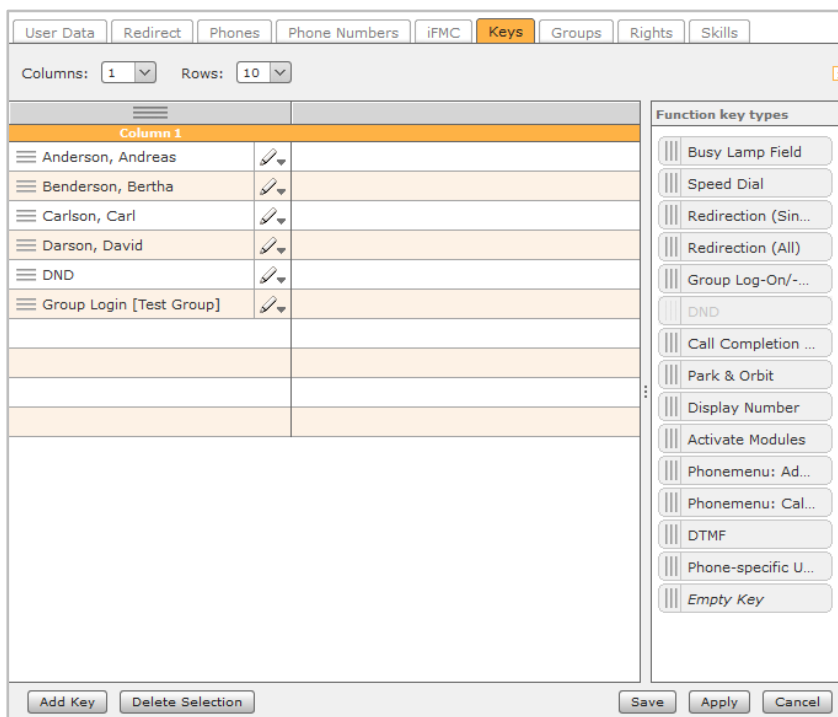 User Data Redirect Phones Phone Numbers iFMC Keys Groups Rights Skills
Columns: 1 Rows: 10
Function key types
Column 1
Anderson, Andreas
Benderson, Bertha
Carlson, Carl
Darson, David
DND
Group Login [Test Group]
Busy Lamp Field
Speed Dial
Redirection (Sin...
Redirection (All)
Group Log-On/-...
DND
Call Completion ...
Park & Orbit
Display Number
Activate Modules
Phonemenu: Ad...
Phonemenu: Cal...
DTMF
Phone-specific U...
Empty Key
Add Key Delete Selection Save Apply Cancel